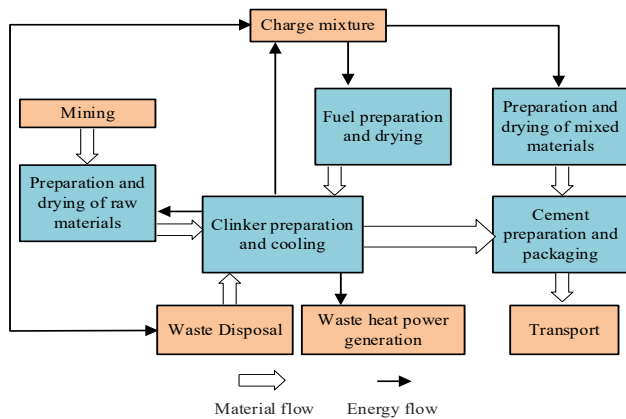 Charge mixture
Mining
Fuel preparation
and drying
Preparation and
drying of mixed
materials
Preparation and
drying of raw
materials
Clinker preparation
and cooling
Cement
preparation and
packaging
Waste Disposal
Waste heat power
generation
Transport
Material flow
Energy flow